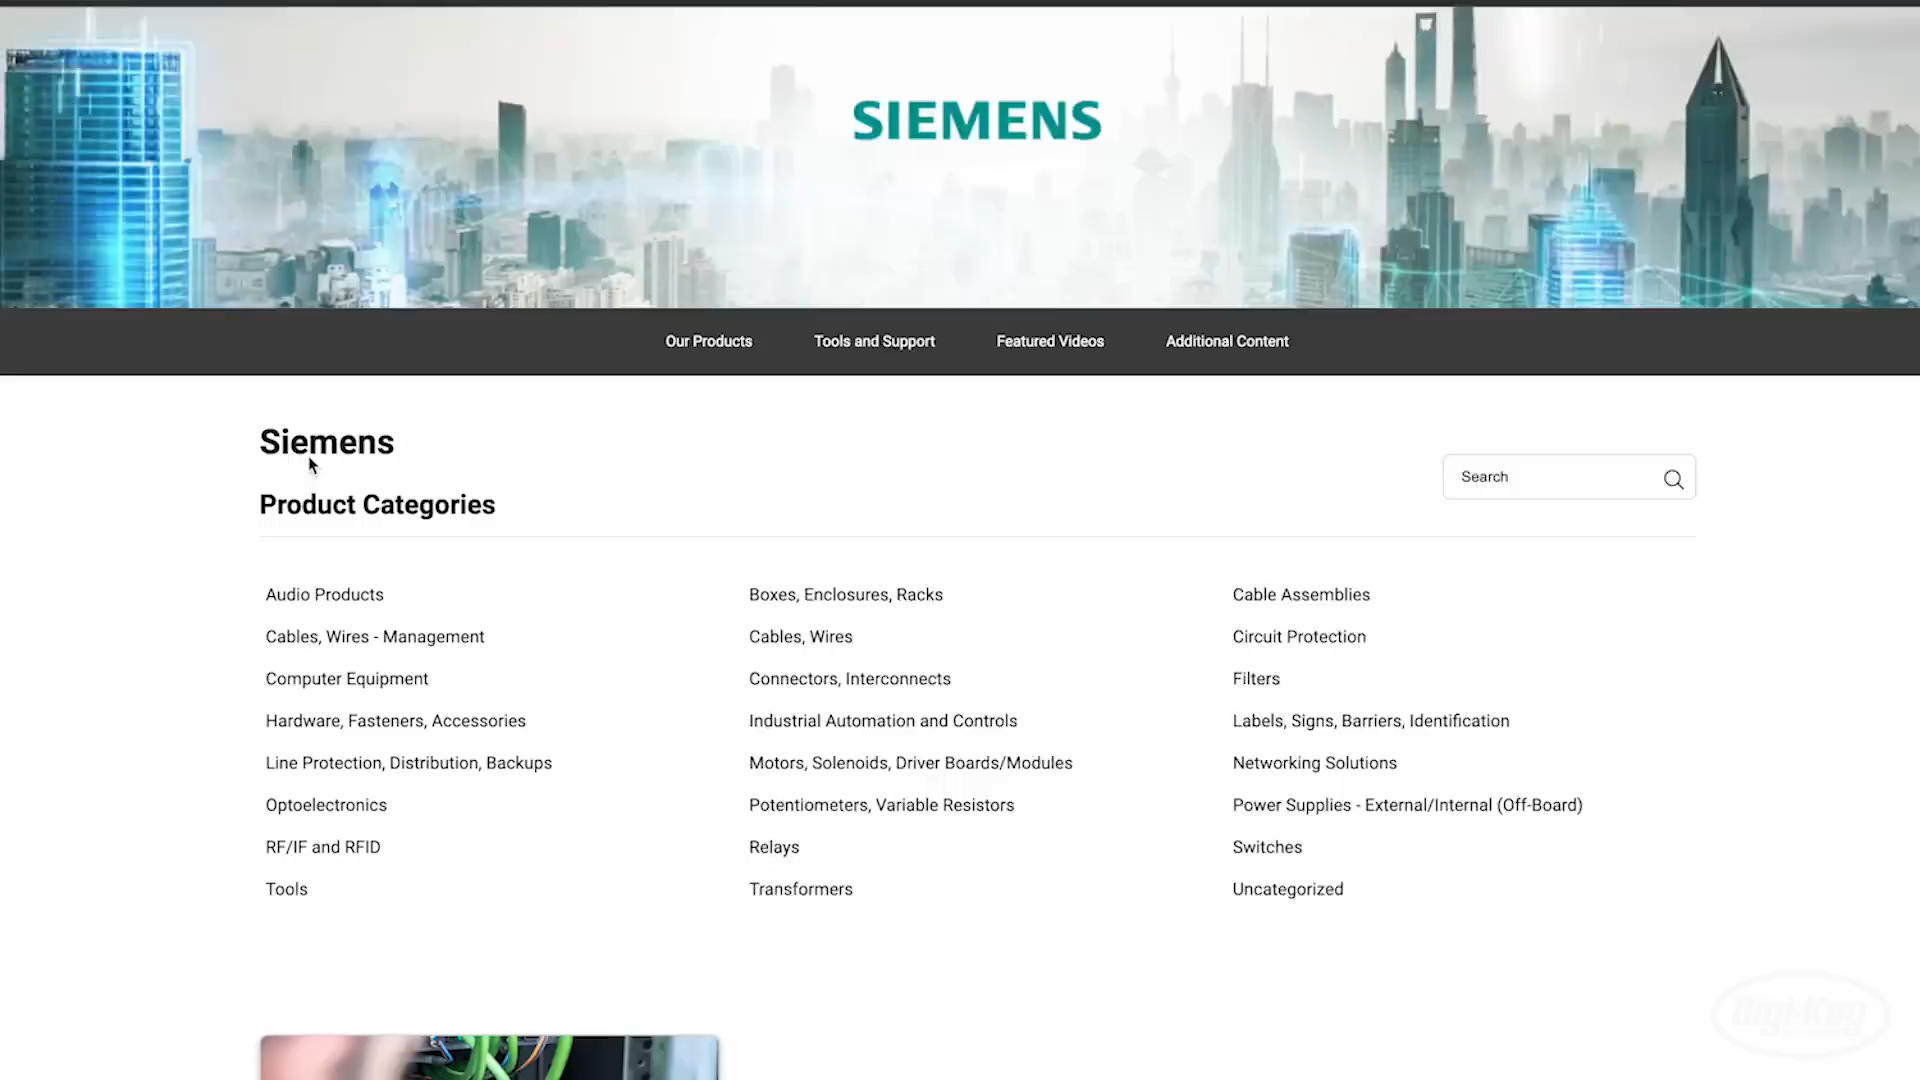 SIEMENS
Our Products Tools and Support Featured Videos Additional Content
Siemens
Search
Product Categories
Audio Products Boxes, Enclosures, Racks Cable Assemblies
Cables, Wires - Management Cables, Wires Circuit Protection
Computer Equipment Connectors, Interconnects Filters
Hardware, Fasteners, Accessories Industrial Automation and Controls Labels, Signs, Barriers, Identification
Line Protection, Distribution, Backups Motors, Solenoids, Driver Boards/Modules Networking Solutions
Optoelectronics Potentiometers, Variable Resistors Power Supplies - External/Internal (Off-Board)
RF/IF and RFID Relays Switches
Tools Transformers Uncategorized
Digi-Key